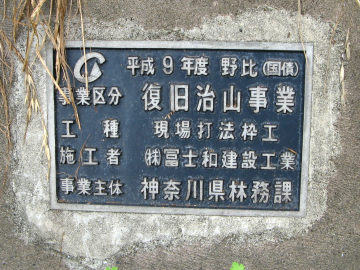 平成9年度 野比(国債)
事業区分 復旧治山事業
工種 現場打法枠工
施工者 ㈱冨士和建設工業
事業主体 神奈川県林務課